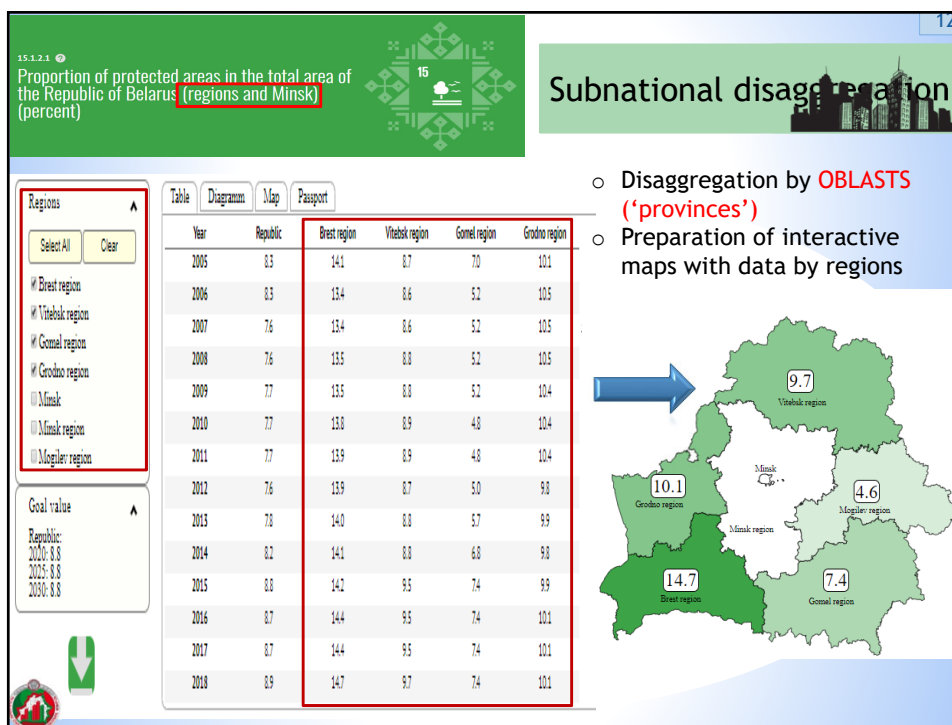 12
15.1.2.1 ?
Proportion of protected areas in the total area of
the Republic of Belarus (regions and Minsk)
(percent)
15
Subnational disaggregation
Regions
Select All Clear
Brest region
Vitebsk region
Gomel region
Grodno region
Minsk
Minsk region
Mogilev region
Goal value
Republic:
2020: 8.8
2025: 8.8
2030: 8.8
Table Diagramm Map Passport
Year Republic Brest region Vitebsk region Gomel region Grodno region
2005 8.3 14.1 8.7 7.0 10.1
2006 8.3 13.4 8.6 5.2 10.5
2007 7.6 13.4 8.6 5.2 10.5
2008 7.6 13.5 8.8 5.2 10.5
2009 7.7 13.5 8.8 5.2 10.4
2010 7.7 13.8 8.9 4.8 10.4
2011 7.7 13.9 8.9 4.8 10.4
2012 7.6 13.9 8.7 5.0 9.8
2013 7.8 14.0 8.8 5.7 9.9
2014 8.2 14.1 8.8 6.8 9.8
2015 8.8 14.2 9.5 7.4 9.9
2016 8.7 14.4 9.5 7.4 10.1
2017 8.7 14.4 9.5 7.4 10.1
2018 8.9 14.7 9.7 7.4 10.1
○ Disaggregation by OBLASTS
('provinces')
○ Preparation of interactive
maps with data by regions
9.7
Vitebsk region
Minsk
10.1
Grodno region
4.6
Mogilev region
Minsk region
14.7
Brest region
7.4
Gomel region